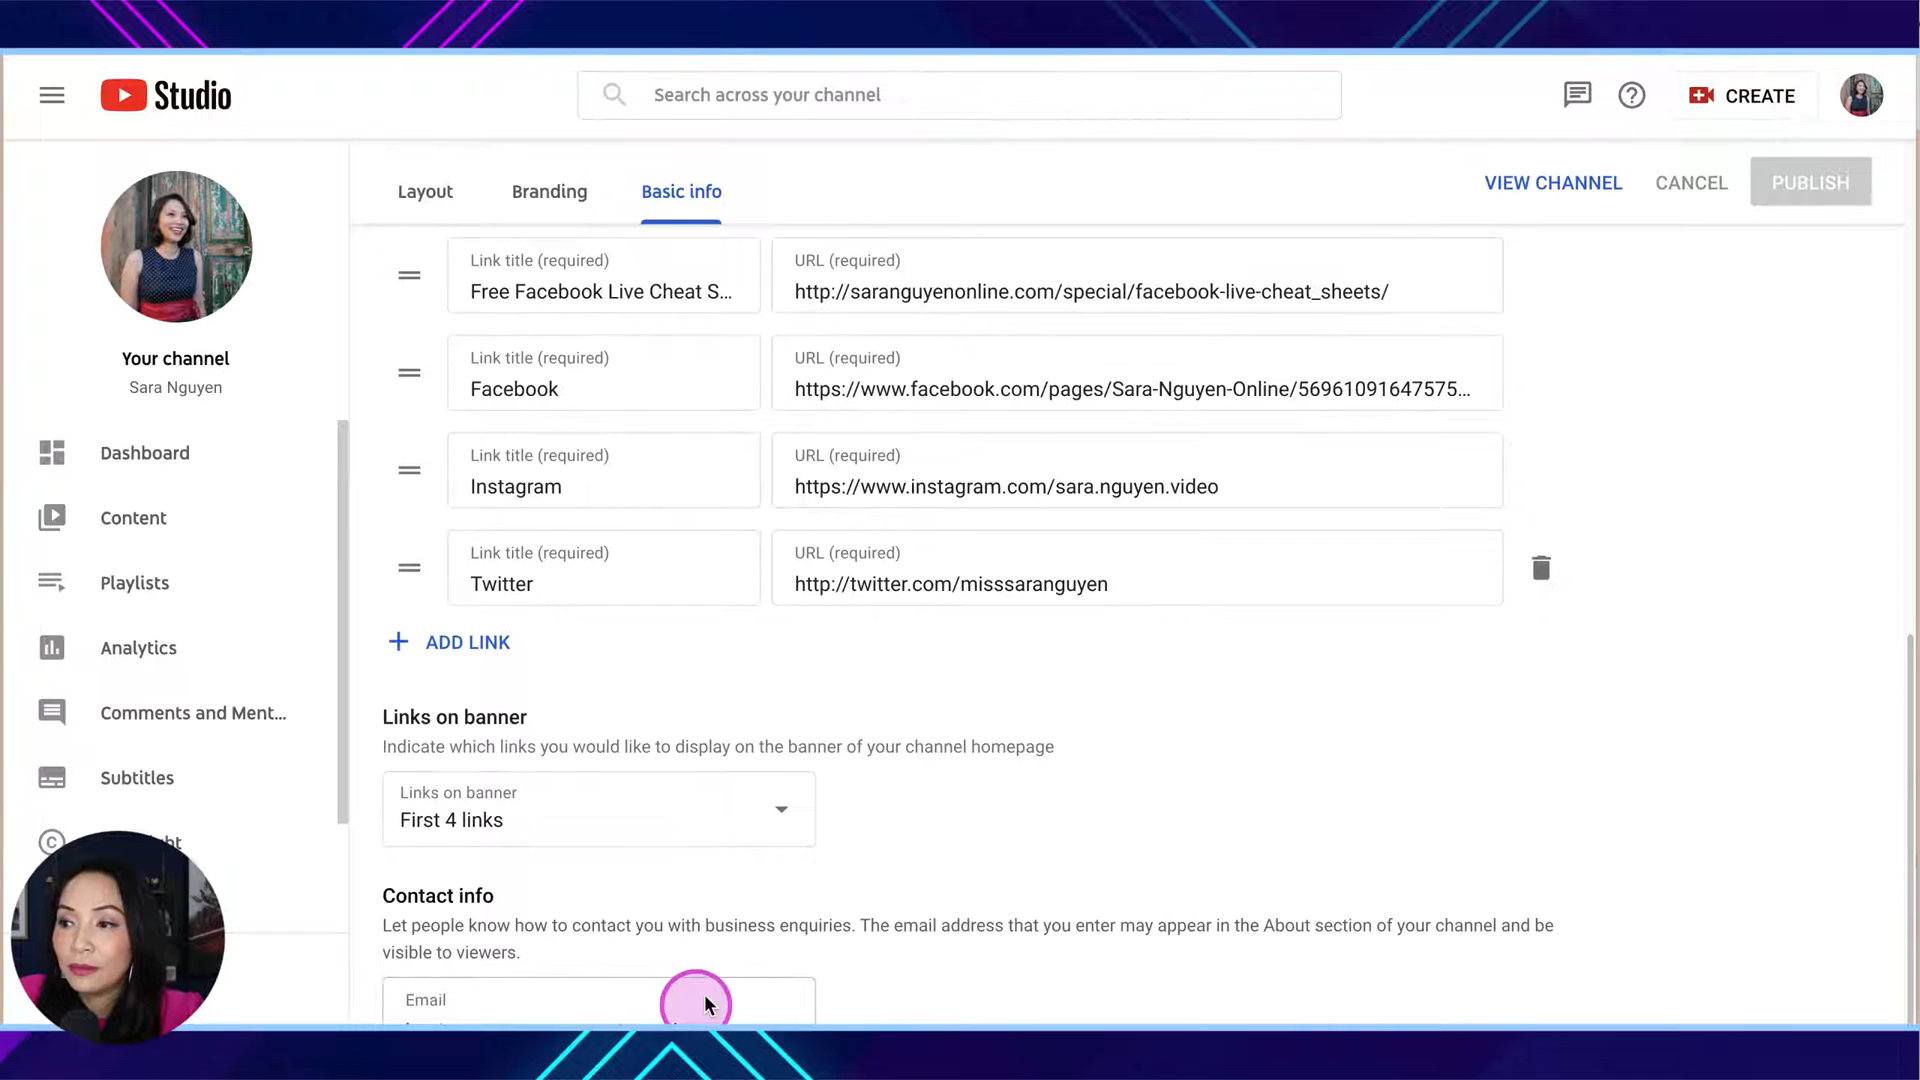 Studio
Search across your channel
CREATE
Layout
Branding
Basic info
VIEW CHANNEL
CANCEL
PUBLISH
Your channel
Sara Nguyen
Dashboard
Content
Playlists
Analytics
Comments and Ment...
Subtitles
Link title (required)
Free Facebook Live Cheat S...
URL (required)
http://saranguyenonline.com/special/facebook-live-cheat_sheets/
Link title (required)
Facebook
URL (required)
https://www.facebook.com/pages/Sara-Nguyen-Online/56961091647575...
Link title (required)
Instagram
URL (required)
https://www.instagram.com/sara.nguyen.video
Link title (required)
Twitter
URL (required)
http://twitter.com/misssaranguyen
+ ADD LINK
Links on banner
Indicate which links you would like to display on the banner of your channel homepage
Links on banner
First 4 links
Contact info
Let people know how to contact you with business enquiries. The email address that you enter may appear in the About section of your channel and be
visible to viewers.
Email